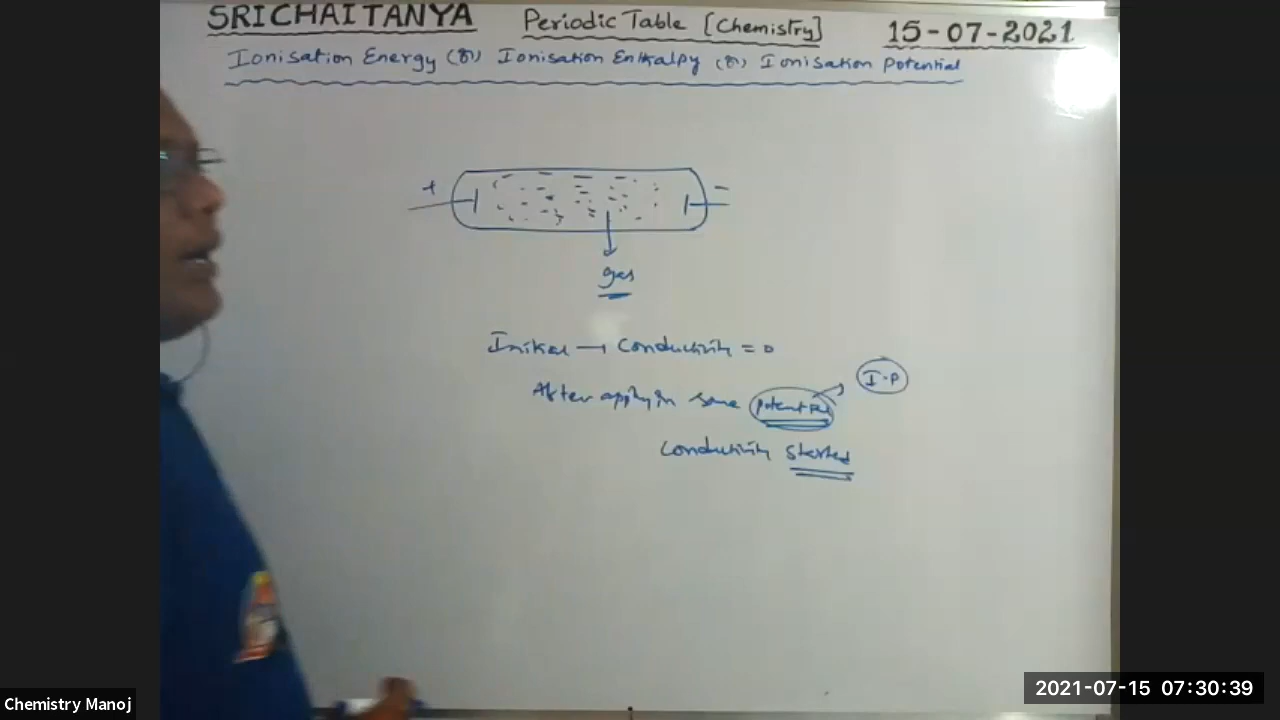 SRICHAITANYA Periodic Table [Chemistry] 15-07-2021
Ionisation Energy (or) Ionisation Enthalpy (or) Ionisation Potential
+ −
gas
Initial → Conductivity = 0
I.P
After applyin some potential
Conductivity started
Chemistry Manoj
2021-07-15 07:30:39